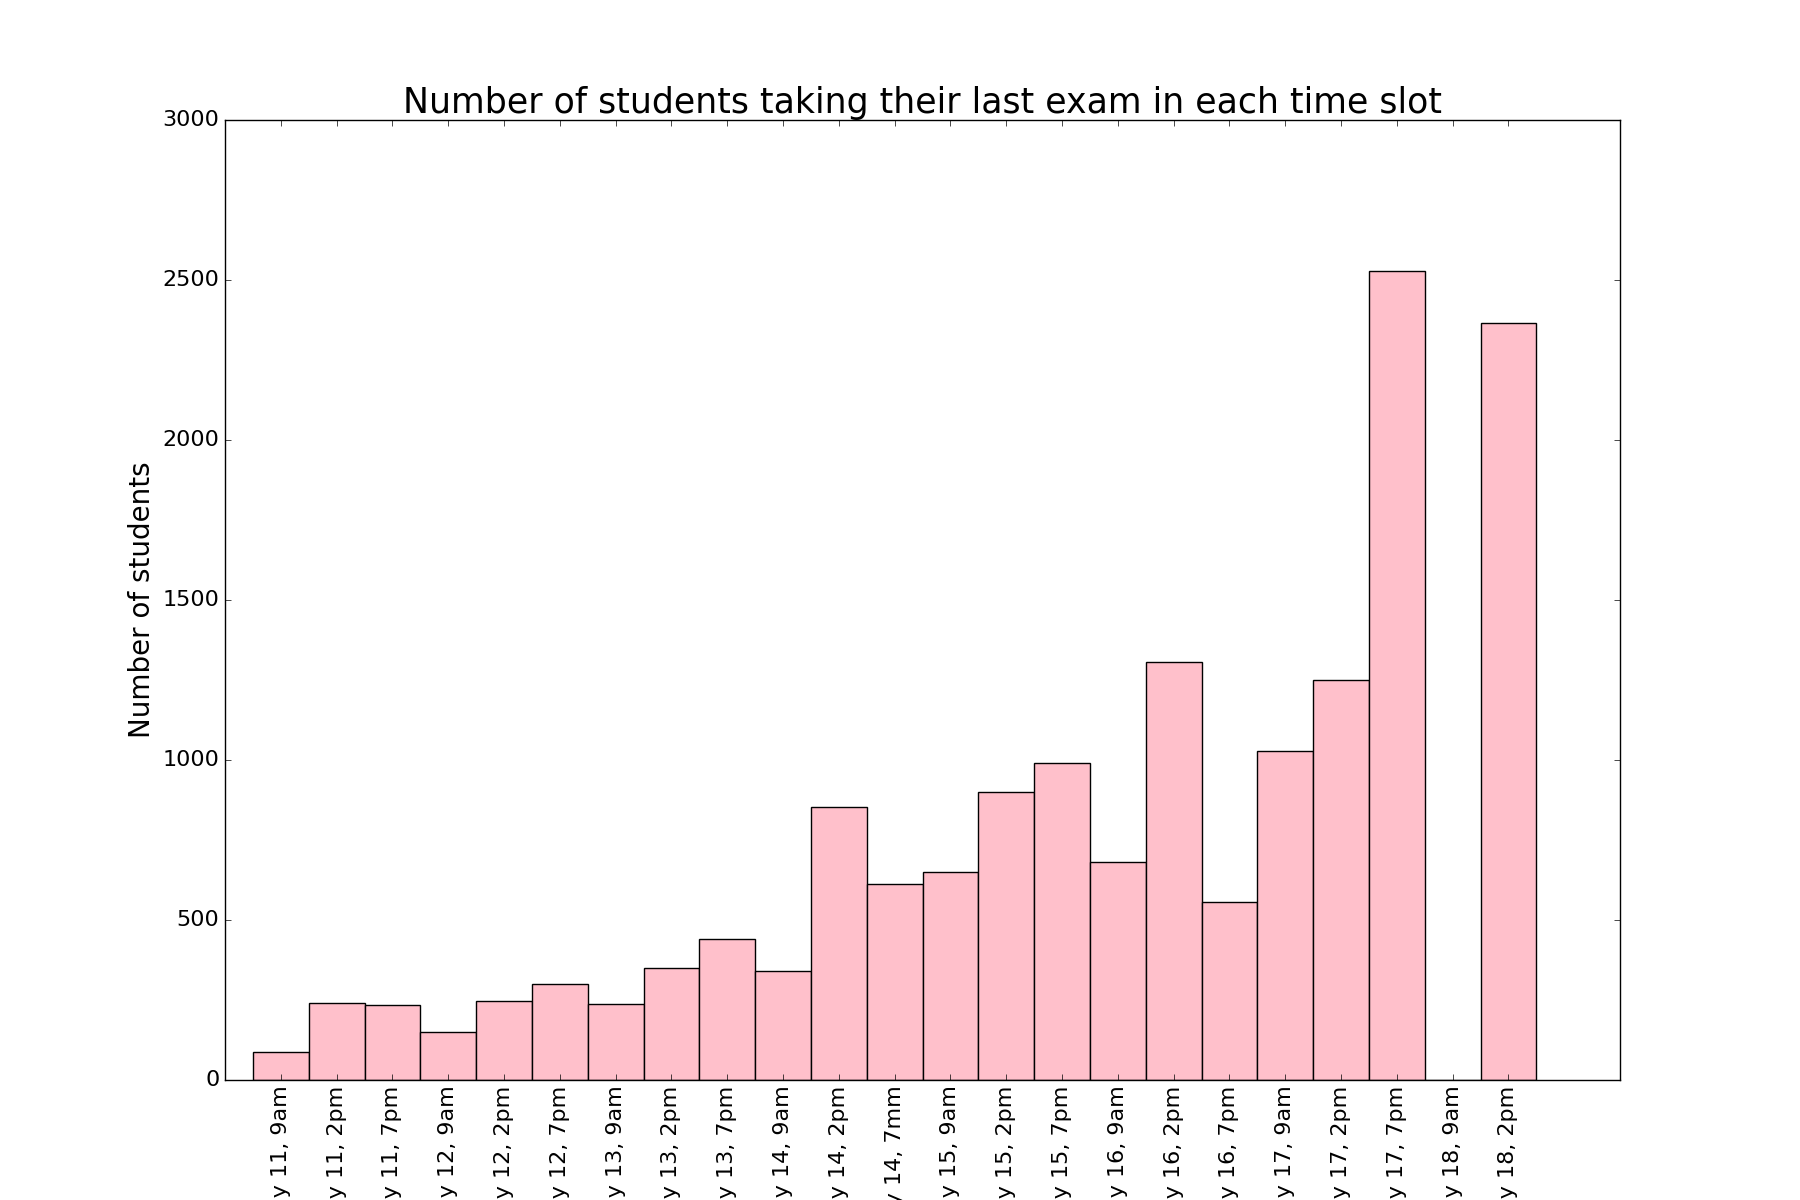 Number of students taking their last exam in each time slot
3000
2500
2000
1500
1000
500
0
Number of students
y 11, 9am
y 11, 2pm
y 11, 7pm
y 12, 9am
y 12, 2pm
y 12, 7pm
y 13, 9am
y 13, 2pm
y 13, 7pm
y 14, 9am
y 14, 2pm
y 14, 7mm
y 15, 9am
y 15, 2pm
y 15, 7pm
y 16, 9am
y 16, 2pm
y 16, 7pm
y 17, 9am
y 17, 2pm
y 17, 7pm
y 18, 9am
y 18, 2pm